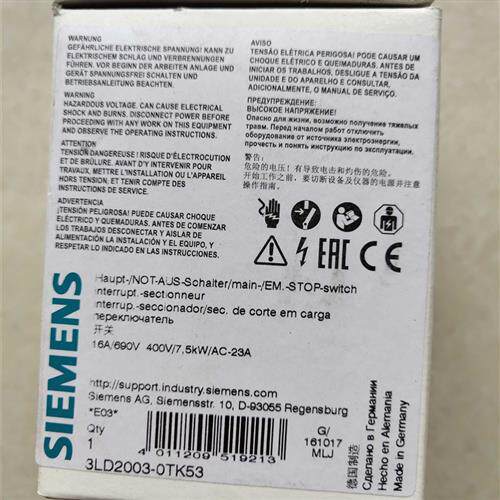 WARNUNG
GEFÄHRLICHE ELEKTRISCHE SPANNUNG! KANN ZU
ELEKTRISCHEM SCHLAG UND VERBRENNUNGEN
FÜHREN. VOR BEGINN DER ARBEITEN ANLAGE UND
GERÄT SPANNUNGSFREI SCHALTEN UND
BETRIEBSANLEITUNG BEACHTEN.
WARNING
HAZARDOUS VOLTAGE. CAN CAUSE ELECTRICAL
SHOCK AND BURNS. DISCONNECT POWER BEFORE
PROCEEDING WITH ANY WORK ON THIS EQUIPMENT
AND OBSERVE THE OPERATING INSTRUCTIONS.
ATTENTION
TENSION DANGEREUSE ! RISQUE D'ÉLECTROCUTION
ET DE BRÛLURE. AVANT D'Y INTERVENIR POUR
TRAVAUX, METTRE L'INSTALLATION OU L'APPAREIL
HORS TENSION, ET TENIR COMPTE DES
INSTRUCTIONS CORRESPONDANTES.
ADVERTENCIA
¡TENSIÓN PELIGROSA! PUEDE CAUSAR CHOQUE
ELÉCTRICO Y QUEMADURAS. ANTES DE COMENZAR
LOS TRABAJOS DESCONECTAR Y AISLAR DE
ALIMENTACIÓN LA INSTALACIÓN Y EL EQUIPO, Y
RESPETAR LO INDICADO EN LAS INSTRUCCIONES.
AVISO
TENSÃO ELÉTRICA PERIGOSA! PODE CAUSAR UM
CHOQUE ELÉTRICO E QUEIMADURAS. ANTES DE
INICIAR OS TRABALHOS, DESLIGUE A TENSÃO DA
UNIDADE E DO APARELHO E CONSULTAR,
ADICIONALMENTE, O MANUAL DE SERVIÇO.
ПРЕДУПРЕЖДЕНИЕ:
ВЫСОКОЕ НАПРЯЖЕНИЕ!
Опасно для жизни, возможно получение тяжелых
травм. Перед началом работ отключить
оборудование от источника электроэнергии,
прочесть и понять инструкцию по эксплуатации.
警告:
危险的电压!有导致电击和灼伤的危险。
开始工作之前,要切断设备及仪器的电源并注意
操作指南!
EAC CE
SIEMENS
Haupt-/NOT-AUS-Schalter/main-/EM.-STOP-switch
interrupt.-sectionneur
interrup.-seccionador/sec. de corte em carga
переключатель
开关
16A/690V 400V/7,5kW/AC-23A
http://support.industry.siemens.com
Siemens AG, Siemensstr. 10, D-93055 Regensburg
*E03*
Qty
1
4 011209 519213
G/
161017
MLJ
3LD2003-0TK53
德国制造
Сделано в Германии
Hecho en Alemania
Made in Germany